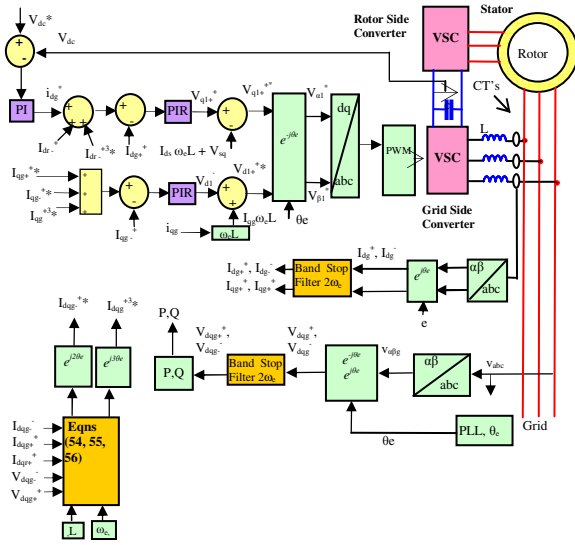 V_dc*
V_dc
+
-
PI
i_dg^*
+
+ +
I_dr-^*
I_dr-^+3*
+
-
I_dg+^*
PIR
V_q1+^*
+
-
V_q1+^+*
I_ds ω_eL + V_sq
e^-jθe
V_α1^*
dq
abc
PWM
I_qg+^+*
I_qg-^*
I_qg^+3*
+
+
+
+
-
I_qg-^+
PIR
V_d1^-
V_d1+^+*
+
+
i_qg
I_qgω_eL
ω_eL
θe
V_β1^*
Rotor Side
Converter
Stator
VSC
Rotor
CT's
L
VSC
Grid Side
Converter
I_dg+^+, I_dg-^-
I_qg+^+, I_qg+^+
Band Stop
Filter 2ω_e
I_dg^+, I_dg^-
e^jθe
αβ
abc
e
I_dqg-^+*
I_dqg^+3*
P,Q
e^j2θe
e^j3θe
V_dqg+^+,
V_dqg-^-
V_dqg^+,
V_dqg^-
P,Q
Band Stop
Filter 2ω_e
e^-jθe
e^jθe
v_αβg
αβ
abc
v_abc
I_dqg-^-
I_dqg+^+
I_dqr+^+
V_dqg-^-
V_dqg+^+
Eqns
(54, 55,
56)
L
ω_e,
θe
PLL, θ_e
Grid